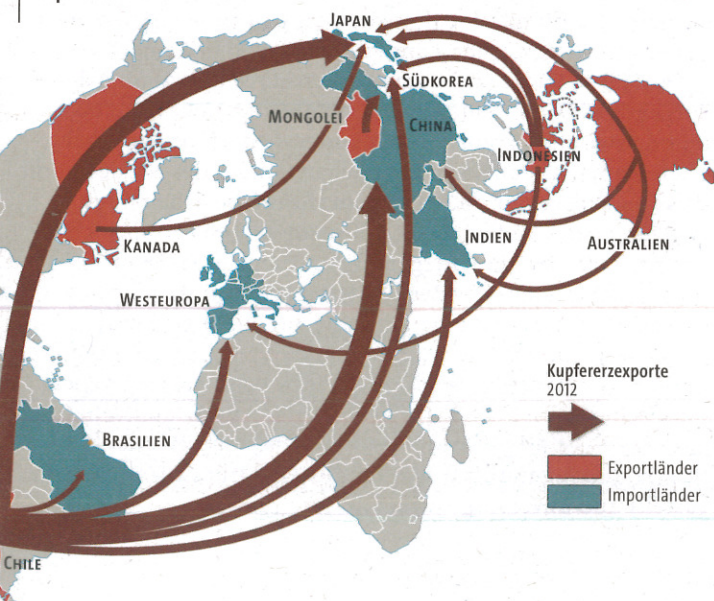 JAPAN
SÜDKOREA
MONGOLEI
CHINA
INDONESIEN
KANADA
INDIEN
AUSTRALIEN
WESTEUROPA
Kupfererzexporte
2012
BRASILIEN
Exportländer
Importländer
CHILE